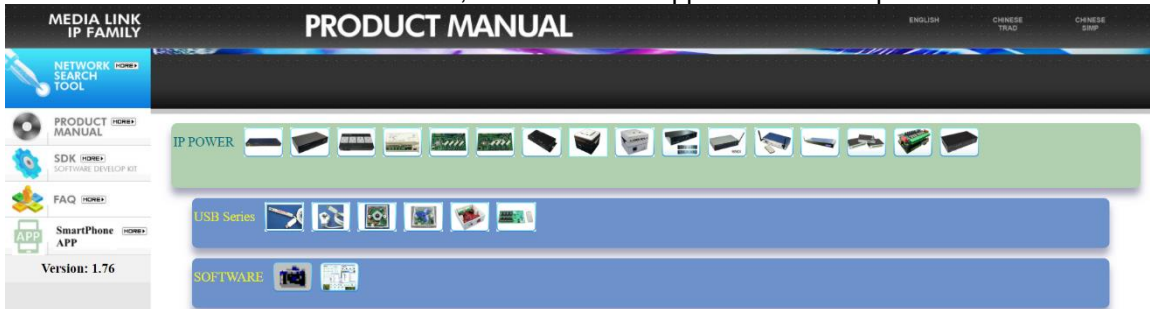 MEDIA LINK
IP FAMILY
PRODUCT MANUAL
ENGLISH
CHINESE
TRAD
CHINESE
SIMP
NETWORK MORE
SEARCH
TOOL
PRODUCT MORE
MANUAL
SDK MORE
SOFTWARE DEVELOP KIT
FAQ MORE
APP
SmartPhone MORE
APP
Version: 1.76
IP POWER
USB Series
SOFTWARE